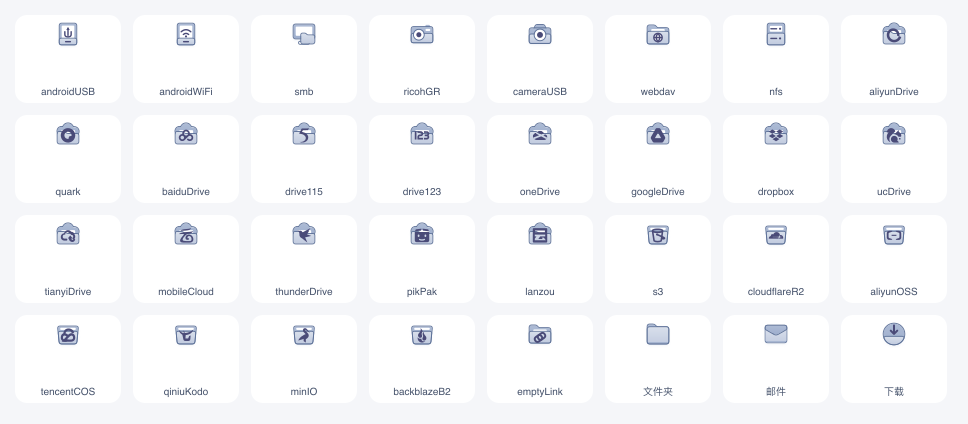 androidUSB androidWiFi smb ricohGR cameraUSB webdav nfs aliyunDrive
123
quark baiduDrive drive115 drive123 oneDrive googleDrive dropbox ucDrive
tianyiDrive mobileCloud thunderDrive pikPak lanzou s3 cloudflareR2 aliyunOSS
tencentCOS qiniuKodo minIO backblazeB2 emptyLink 文件夹 邮件 下载